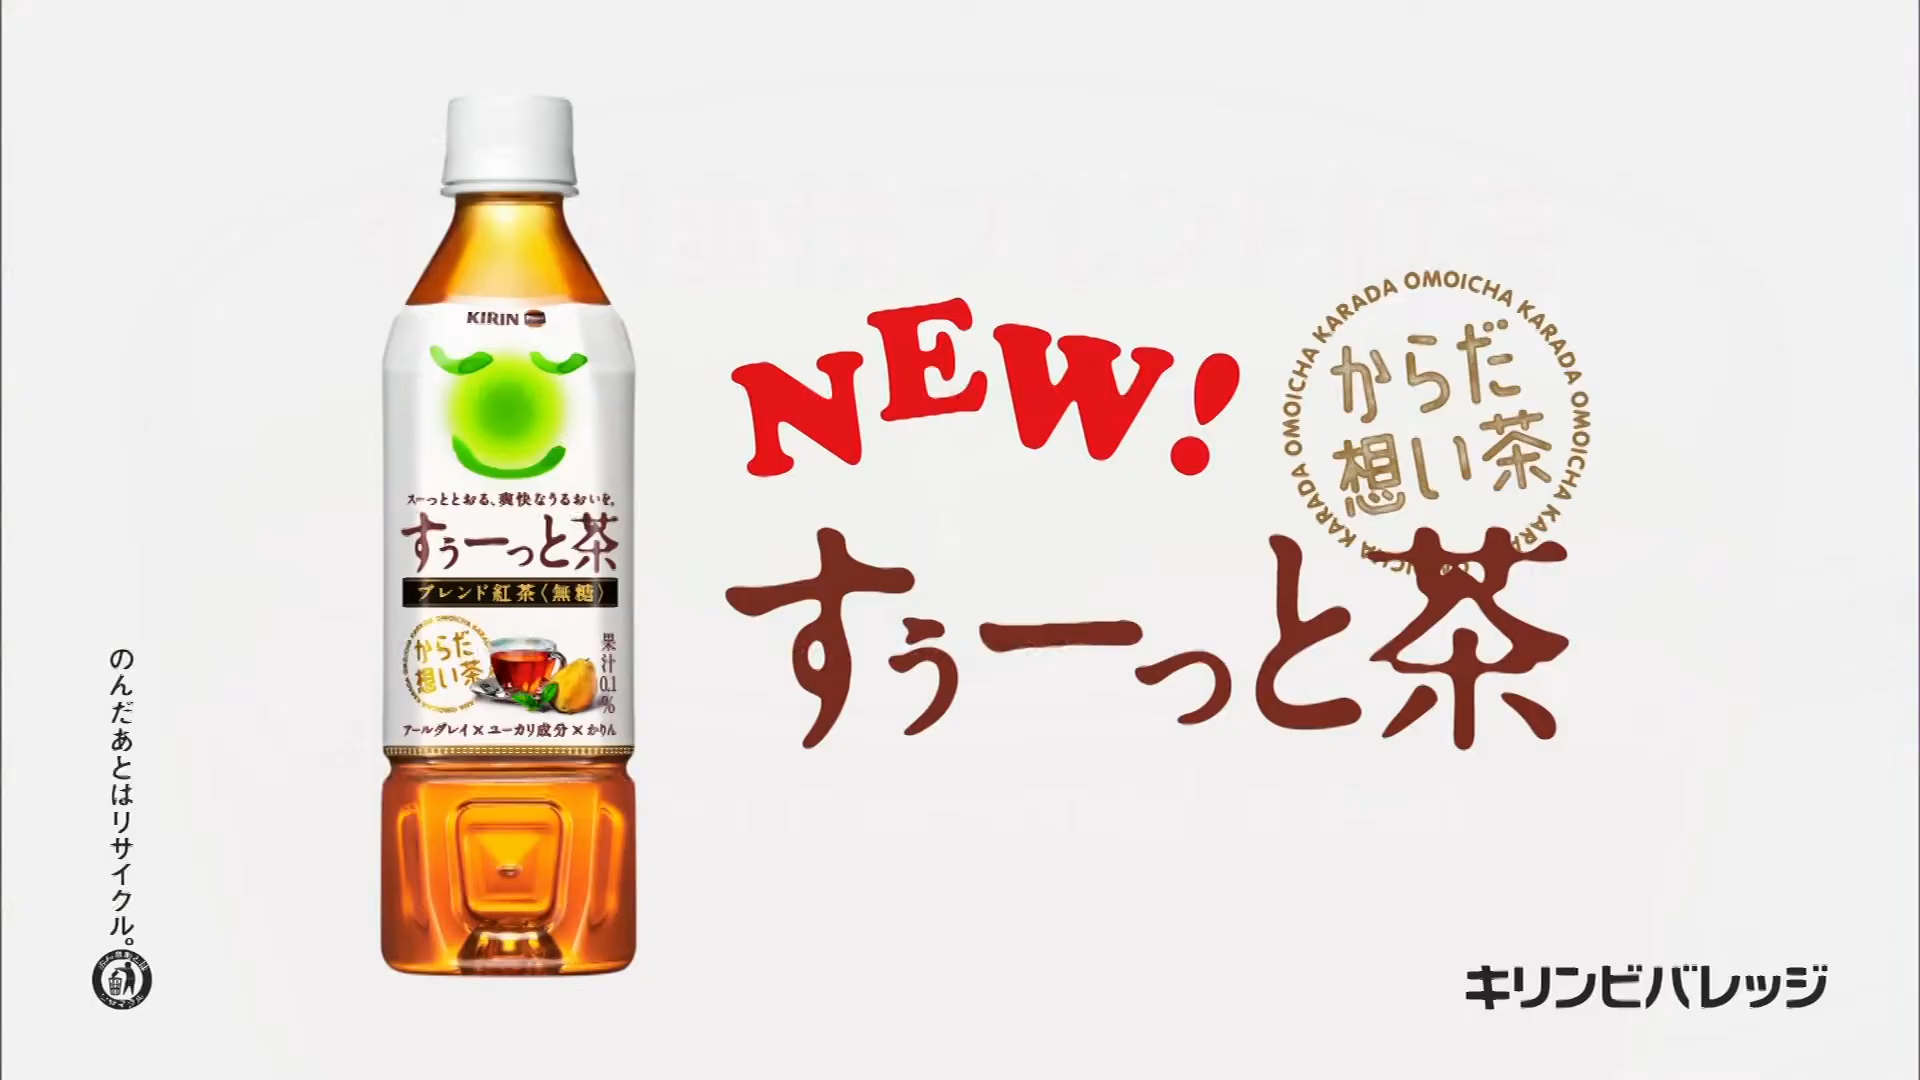 KIRIN
スーっととおる、爽快なうるおいを。
すぅーっと茶
ブレンド紅茶〈無糖〉
からだ
想い茶
果汁0.1%
アールグレイ×ユーカリ成分×かりん
NEW!
KARADA OMOICHA KARADA OMOICHA KARADA OMOICHA KARADA OMOICHA
からだ
想い茶
すぅーっと茶
のんだあとはリサイクル。
キリンビバレッジ